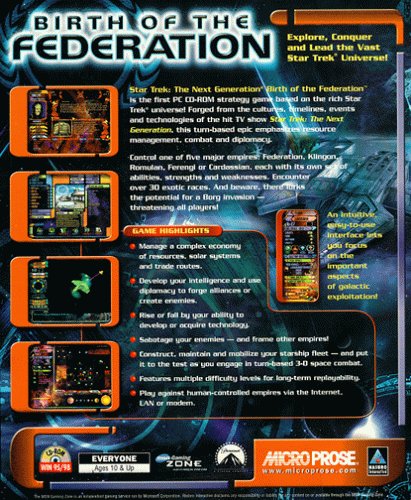 BIRTH OF THE
FEDERATION
Explore, Conquer
and Lead the Vast
Star Trek® Universe!
Star Trek: The Next Generation® Birth of the Federation™
is the first PC CD-ROM strategy game based on the rich Star
Trek® universe! Forged from the cultures, timelines, events
and technologies of the hit TV show Star Trek: The Next
Generation, this turn-based epic emphasizes resource
management, combat and diplomacy.
Control one of five major empires: Federation, Klingon,
Romulan, Ferengi or Cardassian, each with its own set of
abilities, strengths and weaknesses. Encounter
over 30 exotic races. And beware, there lurks
the potential for a Borg invasion —
threatening all players!
An intuitive,
easy-to-use
interface lets
you focus
on the
important
aspects
of galactic
exploitation!
GAME HIGHLIGHTS
• Manage a complex economy
of resources, solar systems
and trade routes.
• Develop your intelligence and use
diplomacy to forge alliances or
create enemies.
• Rise or fall by your ability to
develop or acquire technology.
• Sabotage your enemies — and frame other empires!
• Construct, maintain and mobilize your starship fleet — and put
it to the test as you engage in turn-based 3-D space combat.
• Features multiple difficulty levels for long-term replayability.
• Play against human-controlled empires via the Internet,
LAN or modem.
CD-ROM
WIN 95/98
EVERYONE
Ages 10 & Up
Gaming
ZONE
Paramount
MICROPROSE
microprose.com
HASBRO
INTERACTIVE